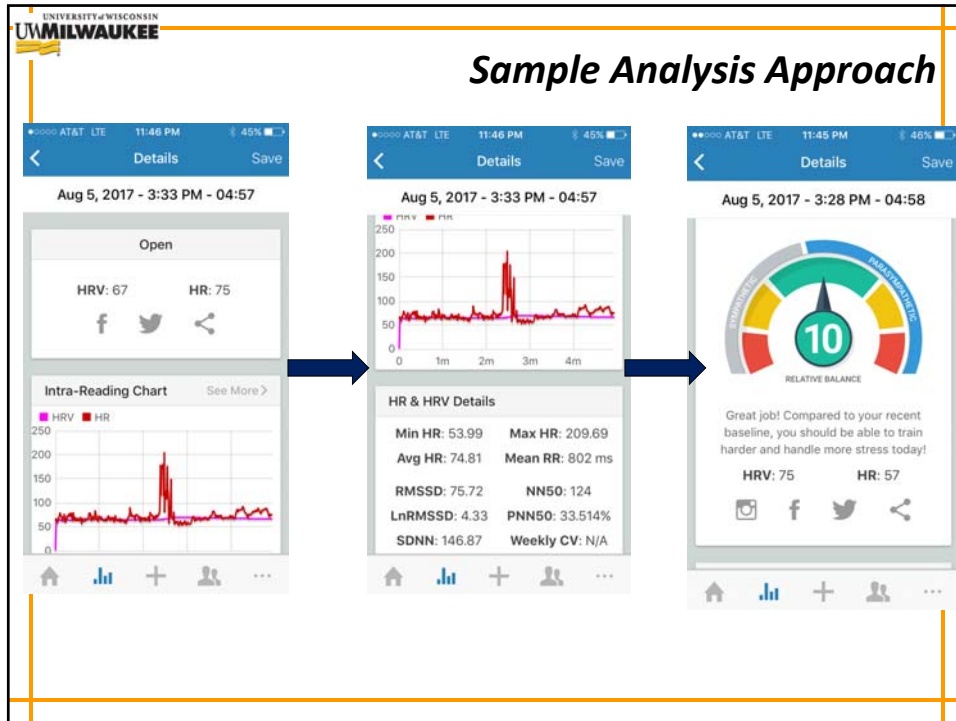 UNIVERSITY of WISCONSIN
UWMILWAUKEE
Sample Analysis Approach
AT&T LTE 11:46 PM 45%
Details Save
Aug 5, 2017 - 3:33 PM - 04:57
Open
HRV: 67 HR: 75
Intra-Reading Chart See More >
HRV HR
250
200
150
100
50
0
AT&T LTE 11:46 PM 45%
Details Save
Aug 5, 2017 - 3:33 PM - 04:57
HRV HR
250
200
150
100
50
0
0 1m 2m 3m 4m
HR & HRV Details
Min HR: 53.99 Max HR: 209.69
Avg HR: 74.81 Mean RR: 802 ms
RMSSD: 75.72 NN50: 124
LnRMSSD: 4.33 PNN50: 33.514%
SDNN: 146.87 Weekly CV: N/A
AT&T LTE 11:45 PM 46%
Details Save
Aug 5, 2017 - 3:28 PM - 04:58
SYMPATHETIC PARASYMPATHETIC
10
RELATIVE BALANCE
Great job! Compared to your recent
baseline, you should be able to train
harder and handle more stress today!
HRV: 75 HR: 57